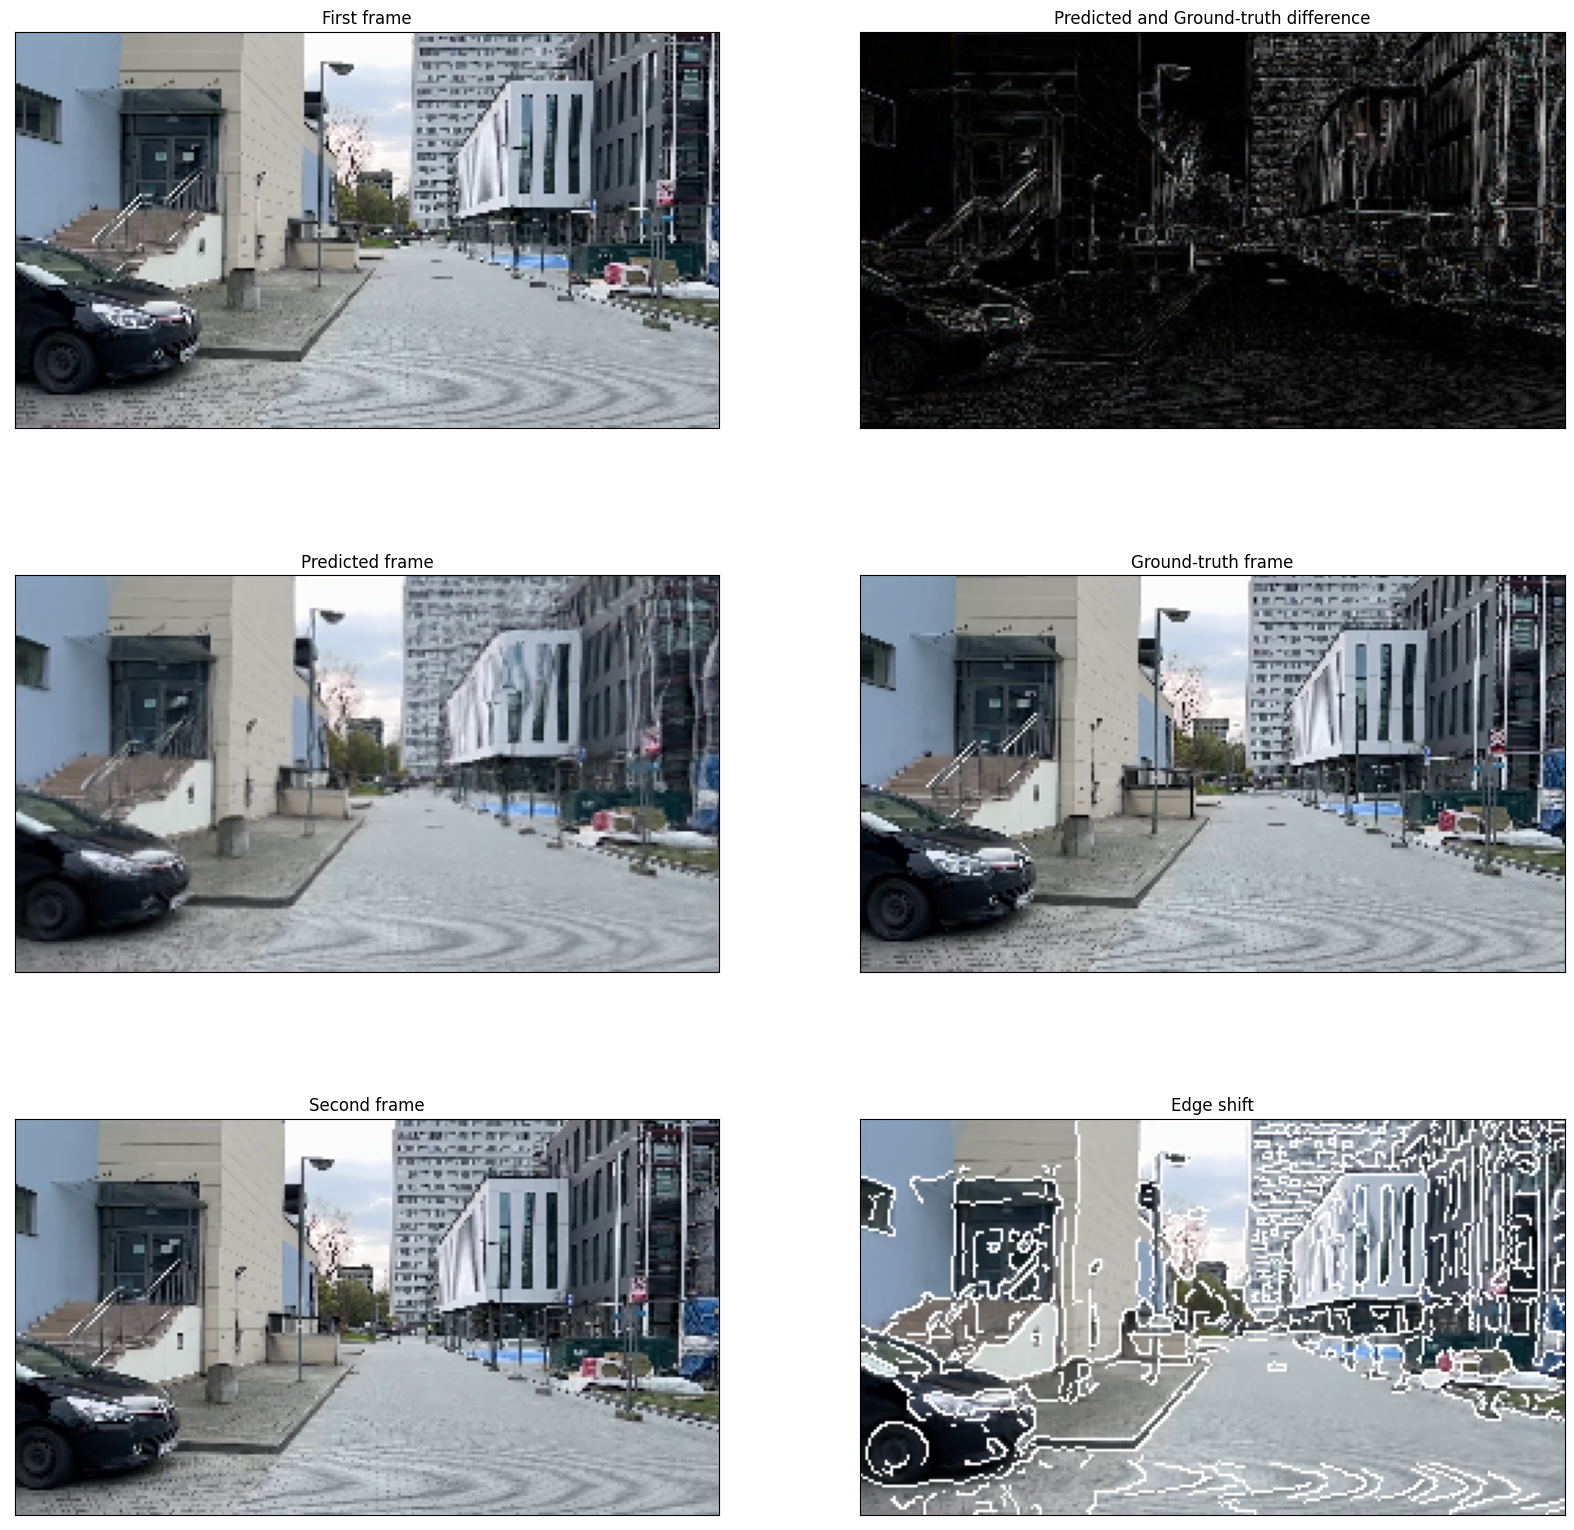 First frame
Predicted and Ground-truth difference
Predicted frame
Ground-truth frame
Second frame
Edge shift